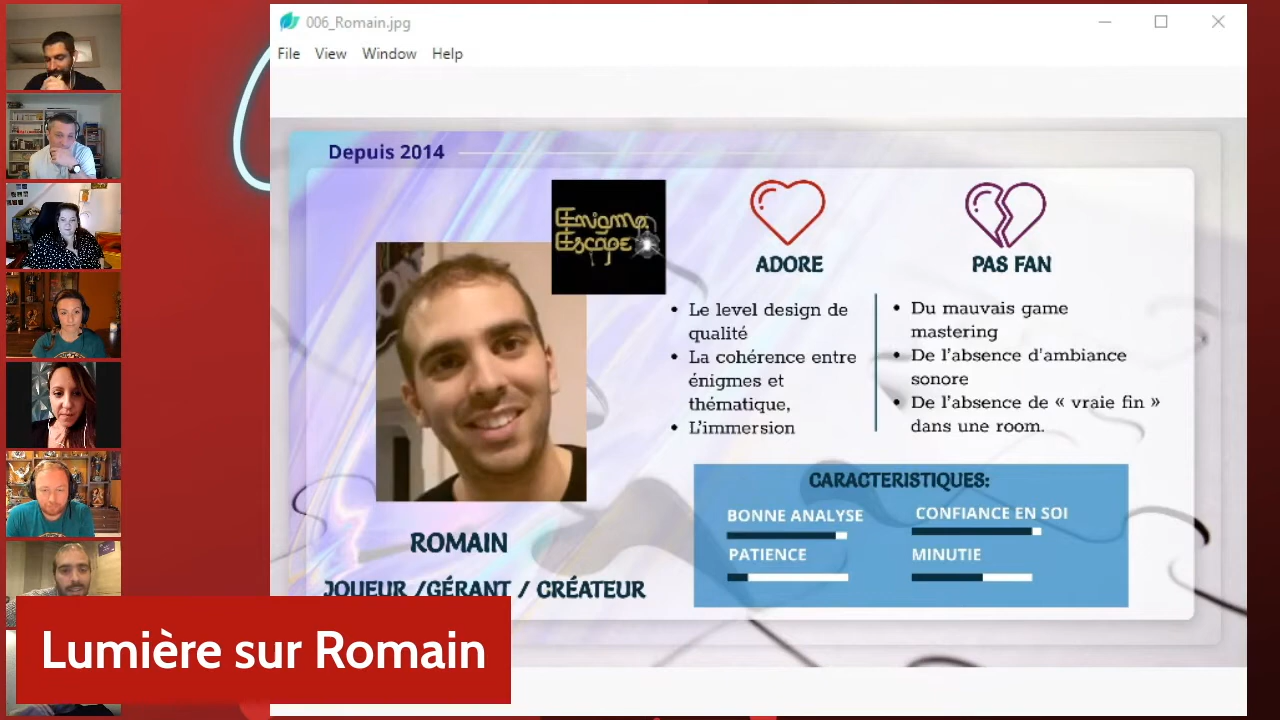 006_Romain.jpg
File View Window Help
Depuis 2014
Enigma
Escape
ADORE
Le level design de
qualité
La cohérence entre
énigmes et
thématique,
L'immersion
PAS FAN
Du mauvais game
mastering
De l'absence d'ambiance
sonore
De l'absence de « vraie fin »
dans une room.
ROMAIN
JOUEUR /GÉRANT / CRÉATEUR
CARACTERISTIQUES:
BONNE ANALYSE
CONFIANCE EN SOI
PATIENCE
MINUTIE
Lumière sur Romain